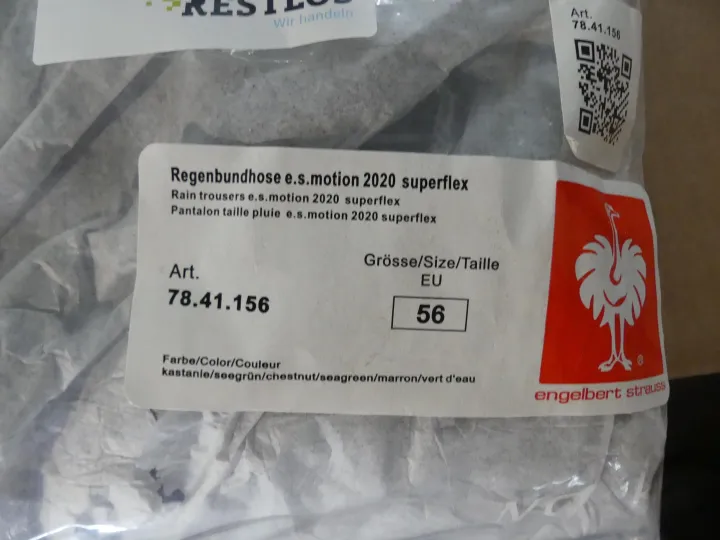 RESTLOS
Wir handeln
Art.
78.41.156
Regenbundhose e.s.motion 2020 superflex
Rain trousers e.s.motion 2020 superflex
Pantalon taille pluie e.s.motion 2020 superflex
Art.
78.41.156
Grösse/Size/Taille
EU
56
Farbe/Color/Couleur
kastanie/seegrün/chestnut/seagreen/marron/vert d'eau
®
engelbert strauss